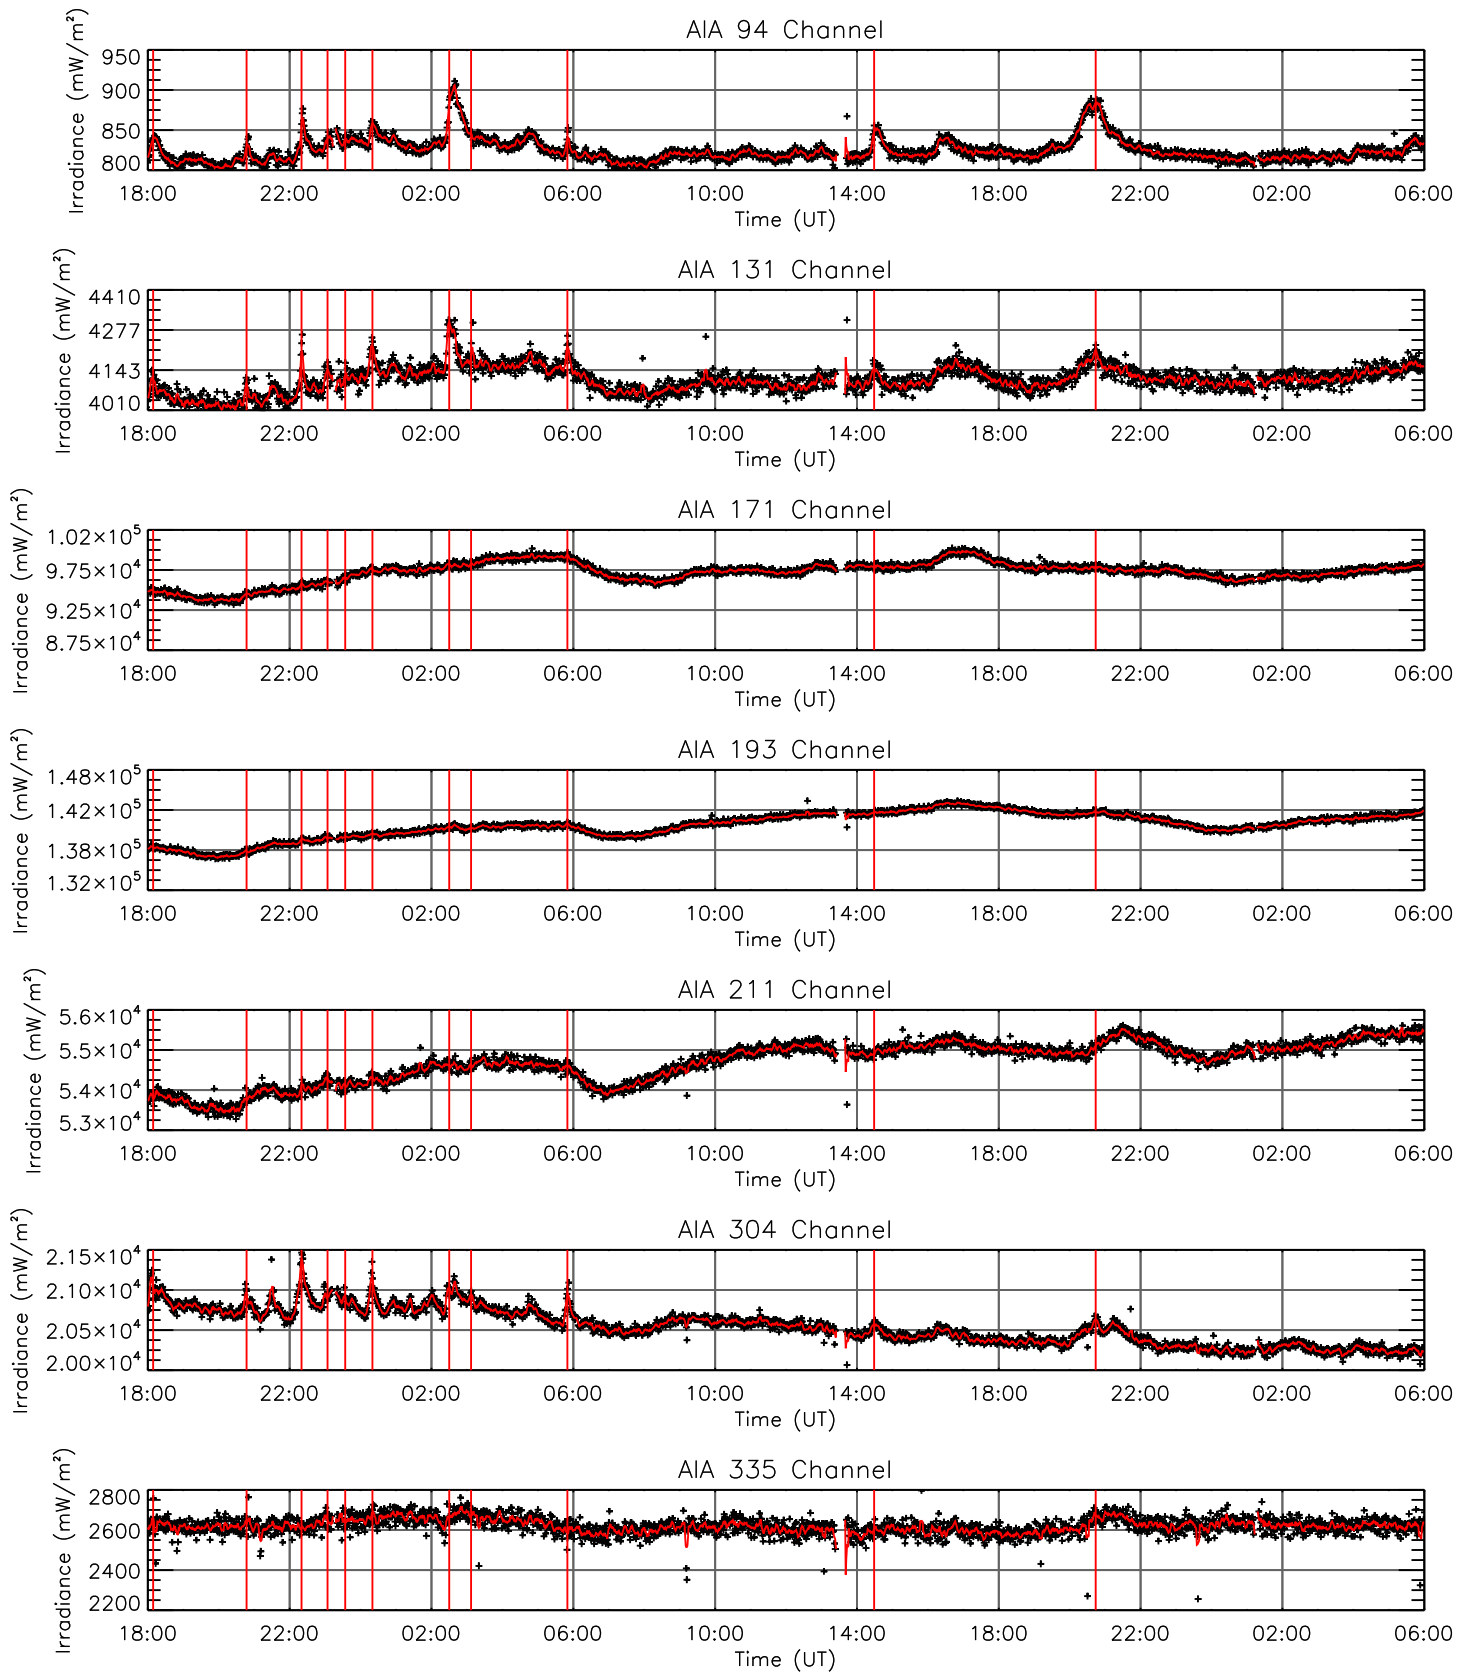 AIA 94 Channel
Irradiance (mW/m²)
950
900
850
800
18:00 22:00 02:00 06:00 10:00 14:00 18:00 22:00 02:00 06:00
Time (UT)
AIA 131 Channel
Irradiance (mW/m²)
4410
4277
4143
4010
18:00 22:00 02:00 06:00 10:00 14:00 18:00 22:00 02:00 06:00
Time (UT)
AIA 171 Channel
Irradiance (mW/m²)
1.02×10⁵
9.75×10⁴
9.25×10⁴
8.75×10⁴
18:00 22:00 02:00 06:00 10:00 14:00 18:00 22:00 02:00 06:00
Time (UT)
AIA 193 Channel
Irradiance (mW/m²)
1.48×10⁵
1.42×10⁵
1.38×10⁵
1.32×10⁵
18:00 22:00 02:00 06:00 10:00 14:00 18:00 22:00 02:00 06:00
Time (UT)
AIA 211 Channel
Irradiance (mW/m²)
5.6×10⁴
5.5×10⁴
5.4×10⁴
5.3×10⁴
18:00 22:00 02:00 06:00 10:00 14:00 18:00 22:00 02:00 06:00
Time (UT)
AIA 304 Channel
Irradiance (mW/m²)
2.15×10⁴
2.10×10⁴
2.05×10⁴
2.00×10⁴
18:00 22:00 02:00 06:00 10:00 14:00 18:00 22:00 02:00 06:00
Time (UT)
AIA 335 Channel
Irradiance (mW/m²)
2800
2600
2400
2200
18:00 22:00 02:00 06:00 10:00 14:00 18:00 22:00 02:00 06:00
Time (UT)